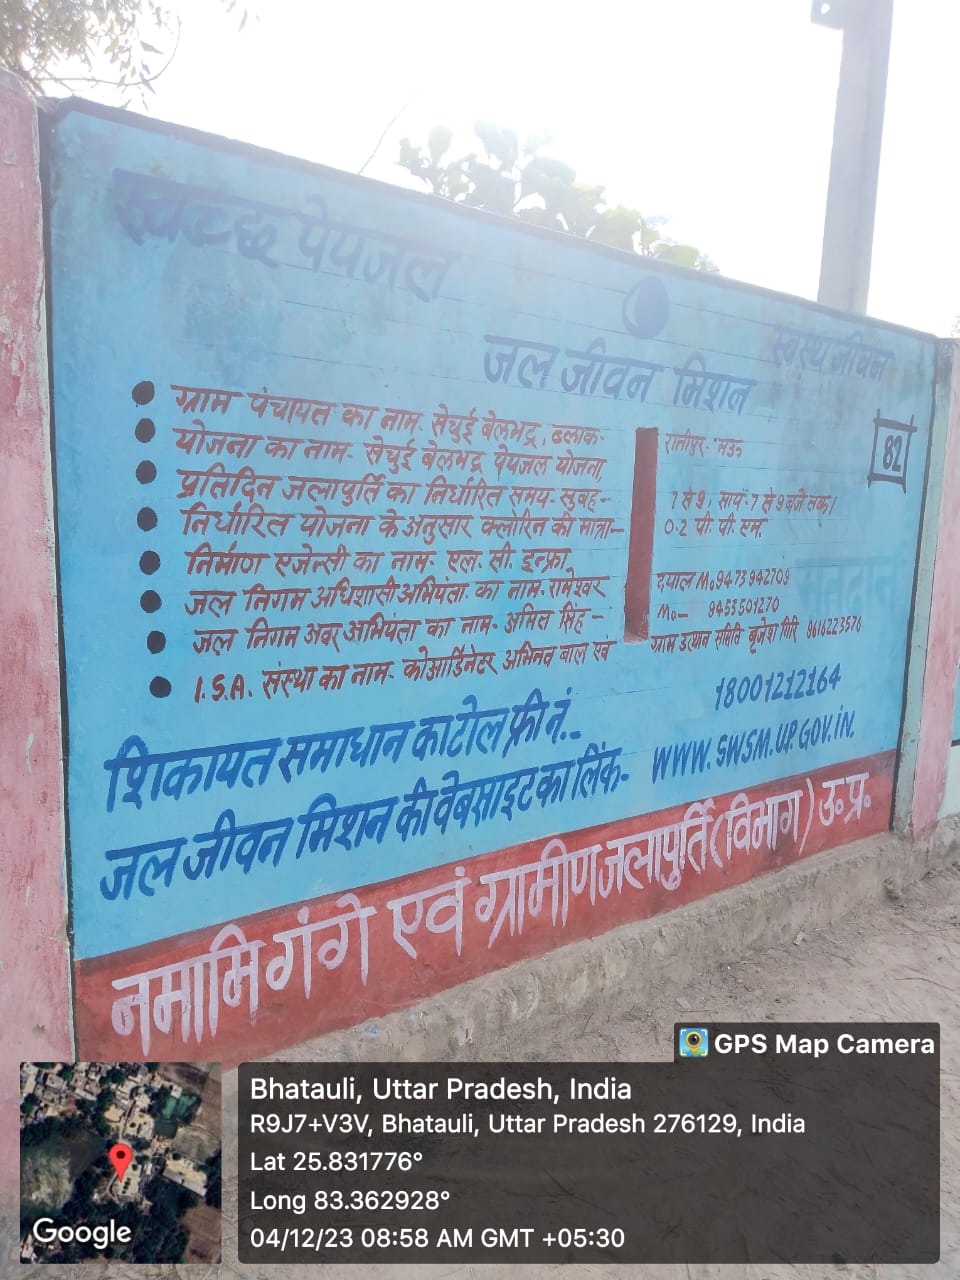 स्वच्छ पेयजल
जल जीवन मिशन
स्वस्थ जीवन
82
ग्राम पंचायत का नाम- सेचुई बेलभद्र, ब्लाक- रानीपुर- मऊ
योजना का नाम- सेचुई बेलभद्र पेयजल योजना,
प्रतिदिन जलापुर्ति का निर्धारित समय- सुबह-- 7 से 9, सायं- 7 से 9 बजे तक।
निर्धारित योजना के अनुसार क्लोरिन की मात्रा— 0.2 पी. पी. एम.
निर्माण एजेन्सी का नाम- एल. सी. इन्फ्रा
जल निगम अधिशासी अभियंता का नाम- रामेश्वर दयाल Mo 9473942709
जल निगम अवर अभियंता का नाम- अमित सिंह- Mo— 9453501270
I.S.A. संस्था का नाम- कोआर्डिनेटर अभिनव बाल एवं ग्राम उत्थान समिति बृजेश गिरि 9616223576
शिकायत समाधान का टोल फ्री नं.- 18001212164
जल जीवन मिशन की वेबसाइट का लिंक- WWW.SWSM.UP.GOV.IN.
नमामि गंगे एवं ग्रामीण जलापुर्ति (विभाग) उ. प्र.
GPS Map Camera
Bhatauli, Uttar Pradesh, India
R9J7+V3V, Bhatauli, Uttar Pradesh 276129, India
Lat 25.831776°
Long 83.362928°
04/12/23 08:58 AM GMT +05:30
Google